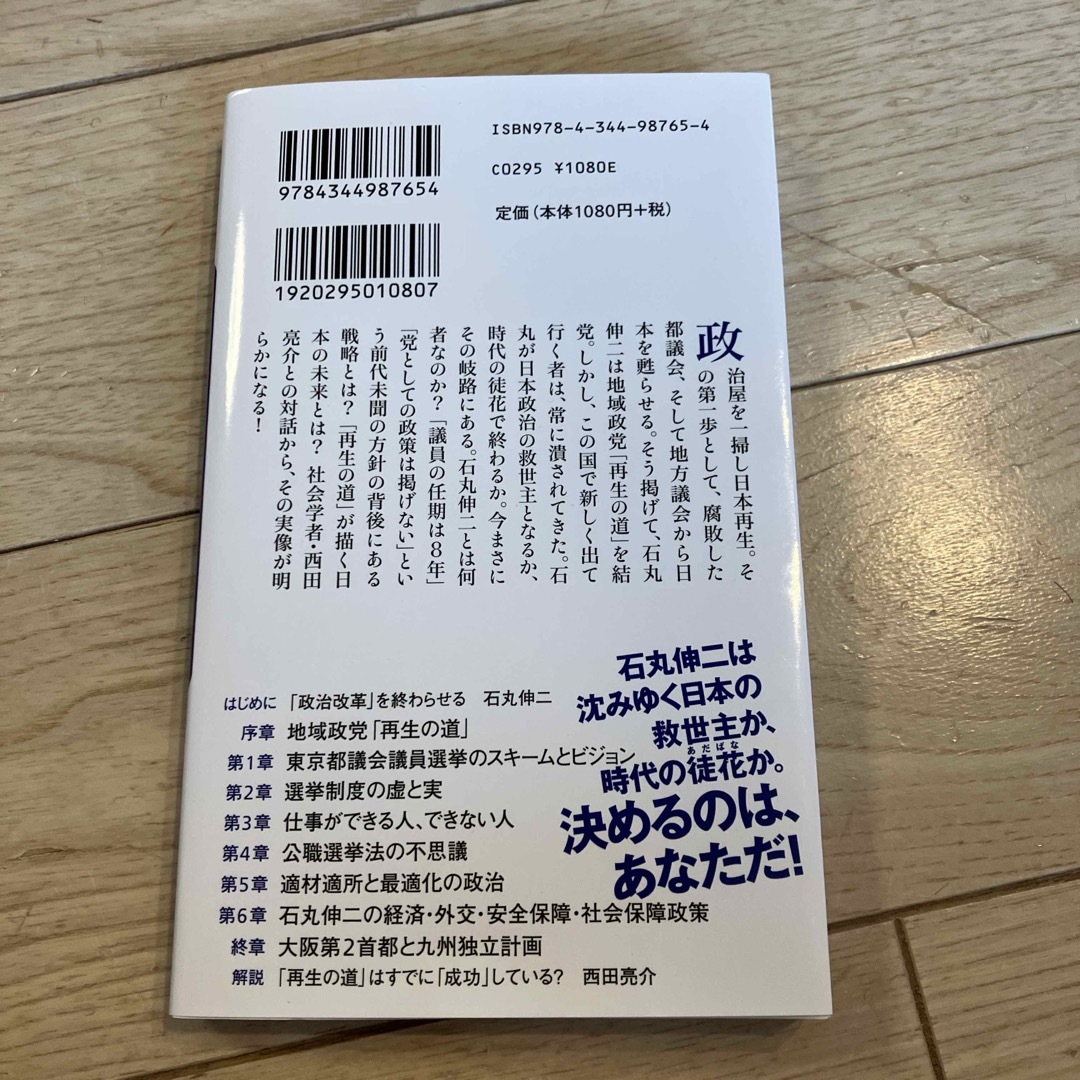 ISBN978-4-344-98765-4
C0295 ¥1080E
定価(本体1080円+税)
9784344987654
1920295010807
政治屋を一掃し日本再生。そ
の第一歩として、腐敗した
都議会、そして地方議会から日
本を甦らせる。そう掲げて、石丸
伸二は地域政党「再生の道」を結
党。しかし、この国で新しく出て
行く者は、常に潰されてきた。石
丸が日本政治の救世主となるか、
時代の徒花で終わるか。今まさに
その岐路にある。石丸伸二とは何
者なのか?「議員の任期は8年」
「党としての政策は掲げない」とい
う前代未聞の方針の背後にある
戦略とは?「再生の道」が描く日
本の未来とは? 社会学者・西田
亮介との対話から、その実像が明
らかになる!
石丸伸二は
沈みゆく日本の
救世主か、
あだばな
時代の徒花か。
決めるのは、
あなただ!
はじめに 「政治改革」を終わらせる 石丸伸二
序章 地域政党「再生の道」
第1章 東京都議会議員選挙のスキームとビジョン
第2章 選挙制度の虚と実
第3章 仕事ができる人、できない人
第4章 公職選挙法の不思議
第5章 適材適所と最適化の政治
第6章 石丸伸二の経済・外交・安全保障・社会保障政策
終章 大阪第2首都と九州独立計画
解説 「再生の道」はすでに「成功」している? 西田亮介